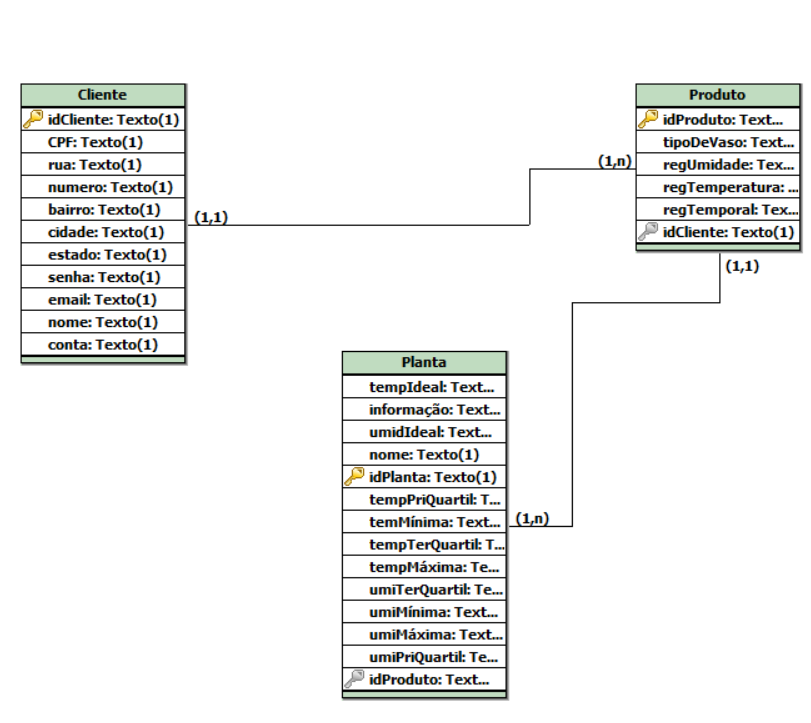 Cliente
idCliente: Texto(1)
CPF: Texto(1)
rua: Texto(1)
numero: Texto(1)
bairro: Texto(1)
cidade: Texto(1)
estado: Texto(1)
senha: Texto(1)
email: Texto(1)
nome: Texto(1)
conta: Texto(1)
(1,1)
(1,n)
Produto
idProduto: Text...
tipoDeVaso: Text...
regUmidade: Tex...
regTemperatura: ...
regTemporal: Tex...
idCliente: Texto(1)
(1,1)
Planta
tempIdeal: Text...
informação: Text...
umidIdeal: Text...
nome: Texto(1)
idPlanta: Texto(1)
tempPriQuartil: T...
temMínima: Text...
tempTerQuartil: T...
tempMáxima: Te...
umiTerQuartil: Te...
umiMínima: Text...
umiMáxima: Text...
umiPriQuartil: Te...
idProduto: Text...
(1,n)